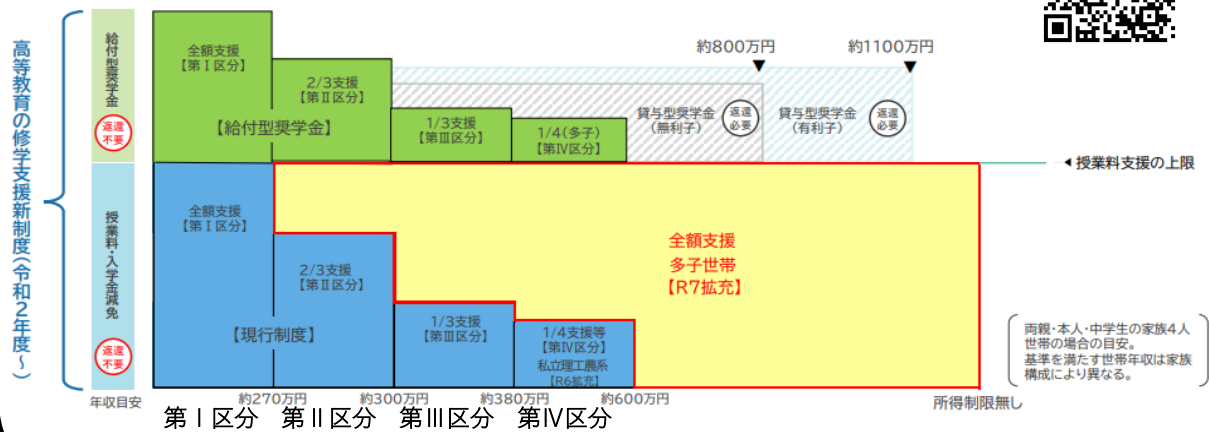 高等教育の修学支援新制度(令和2年度～)
給付型奨学金
返還
不要
全額支援
【第Ⅰ区分】
2/3支援
【第Ⅱ区分】
【給付型奨学金】
1/3支援
【第Ⅲ区分】
1/4(多子)
【第Ⅳ区分】
約800万円
約1100万円
▼
▼
貸与型奨学金
(無利子)
返還
必要
貸与型奨学金
(有利子)
返還
必要
◀ 授業料支援の上限
授業料・入学金減免
返還
不要
全額支援
【第Ⅰ区分】
2/3支援
【第Ⅱ区分】
【現行制度】
1/3支援
【第Ⅲ区分】
1/4支援等
【第Ⅳ区分】
私立理工農系
【R6拡充】
全額支援
多子世帯
【R7拡充】
両親・本人・中学生の家族4人
世帯の場合の目安。
基準を満たす世帯年収は家族
構成により異なる。
年収目安
約270万円
約300万円
約380万円
約600万円
所得制限無し
第Ⅰ区分
第Ⅱ区分
第Ⅲ区分
第Ⅳ区分